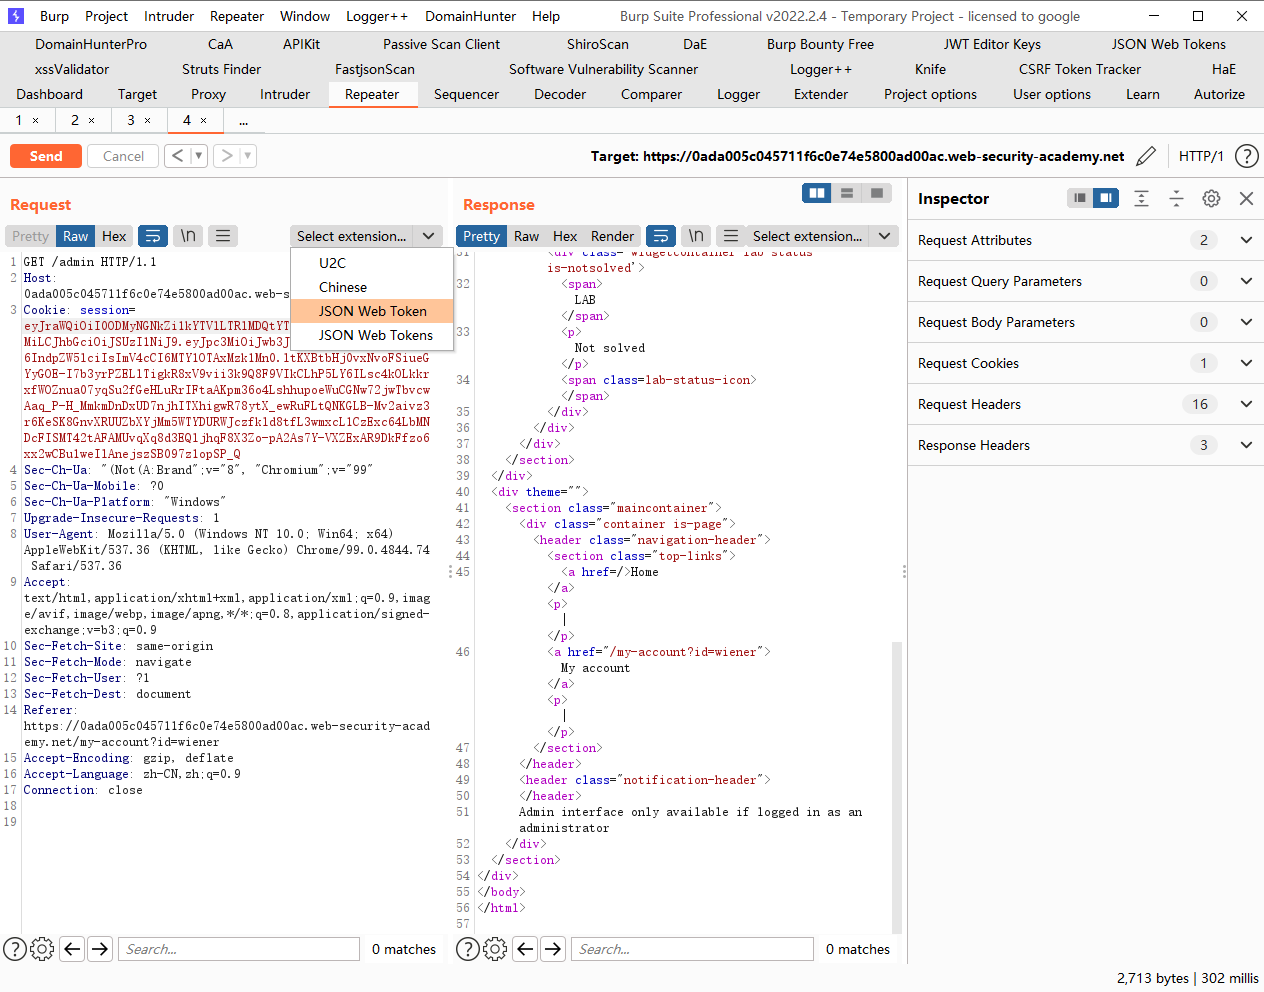 Burp Project Intruder Repeater Window Logger++ DomainHunter Help Burp Suite Professional v2022.2.4 - Temporary Project - licensed to google
DomainHunterPro CaA APIKit Passive Scan Client ShiroScan DaE Burp Bounty Free JWT Editor Keys JSON Web Tokens
xssValidator Struts Finder FastjsonScan Software Vulnerability Scanner Logger++ Knife CSRF Token Tracker HaE
Dashboard Target Proxy Intruder Repeater Sequencer Decoder Comparer Logger Extender Project options User options Learn Autorize
1 × 2 × 3 × 4 × ...
Send Cancel < ▼ > ▼ Target: https://0ada005c045711f6c0e74e5800ad00ac.web-security-academy.net HTTP/1 ?
Request
Pretty Raw Hex \n Select extension...
U2C
Chinese
JSON Web Token
JSON Web Tokens
1 GET /admin HTTP/1.1
2 Host:
0ada005c045711f6c0e74e5800ad00ac.web-s
3 Cookie: session=
6 Sec-Ch-Ua-Platform: "Windows"
4 Sec-Ch-Ua: "(Not(A:Brand";v="8", "Chromium";v="99"
5 Sec-Ch-Ua-Mobile: ?0
7 Upgrade-Insecure-Requests: 1
8 User-Agent: Mozilla/5.0 (Windows NT 10.0; Win64; x64)
AppleWebKit/537.36 (KHTML, like Gecko) Chrome/99.0.4844.74
Safari/537.36
9 Accept:
text/html,application/xhtml+xml,application/xml;q=0.9,imag
e/avif,image/webp,image/apng,*/*;q=0.8,application/signed-
exchange;v=b3;q=0.9
10 Sec-Fetch-Site: same-origin
11 Sec-Fetch-Mode: navigate
12 Sec-Fetch-User: ?1
13 Sec-Fetch-Dest: document
14 Referer:
https://0ada005c045711f6c0e74e5800ad00ac.web-security-acad
emy.net/my-account?id=wiener
15 Accept-Encoding: gzip, deflate
16 Accept-Language: zh-CN,zh;q=0.9
17 Connection: close
18
19
? Search... 0 matches
Response
Pretty Raw Hex Render \n Select extension...
31 <div class='widgetcontainer-lab-status
is-notsolved'>
32 <span>
LAB
</span>
33 <p>
Not solved
</p>
34 <span class=lab-status-icon>
</span>
35 </div>
36 </div>
37 </div>
38 </section>
39 </div>
40 <div theme="">
41 <section class="maincontainer">
42 <div class="container is-page">
43 <header class="navigation-header">
44 <section class="top-links">
45 <a href=/>Home
</a>
<p>
|
</p>
46 <a href="/my-account?id=wiener">
My account
</a>
<p>
|
</p>
47 </section>
48 </header>
49 <header class="notification-header">
50 </header>
51 Admin interface only available if logged in as an
administrator
52 </div>
53 </section>
54 </div>
55 </body>
56 </html>
57
? Search... 0 matches
Inspector
Request Attributes 2
Request Query Parameters 0
Request Body Parameters 0
Request Cookies 1
Request Headers 16
Response Headers 3
2,713 bytes | 302 millis